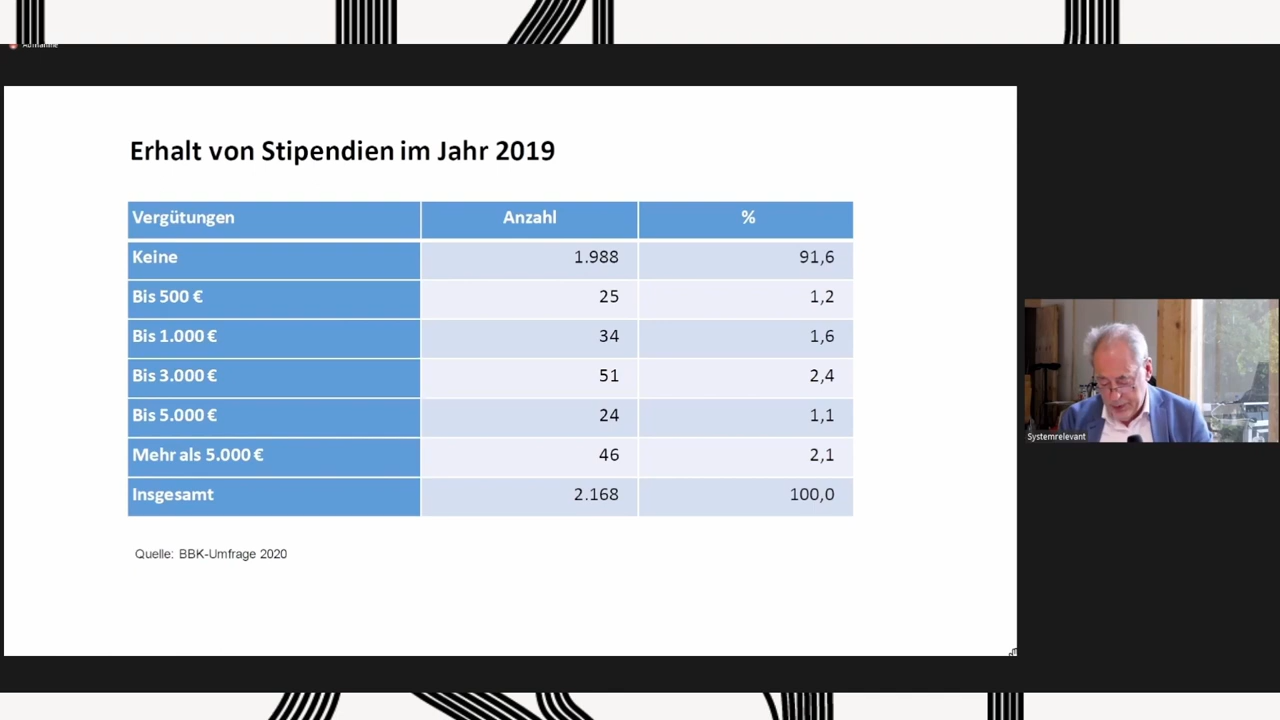 Aufnahme
Erhalt von Stipendien im Jahr 2019
Vergütungen Anzahl %
Keine 1.988 91,6
Bis 500 € 25 1,2
Bis 1.000 € 34 1,6
Bis 3.000 € 51 2,4
Bis 5.000 € 24 1,1
Mehr als 5.000 € 46 2,1
Insgesamt 2.168 100,0
Quelle: BBK-Umfrage 2020
Systemrelevant